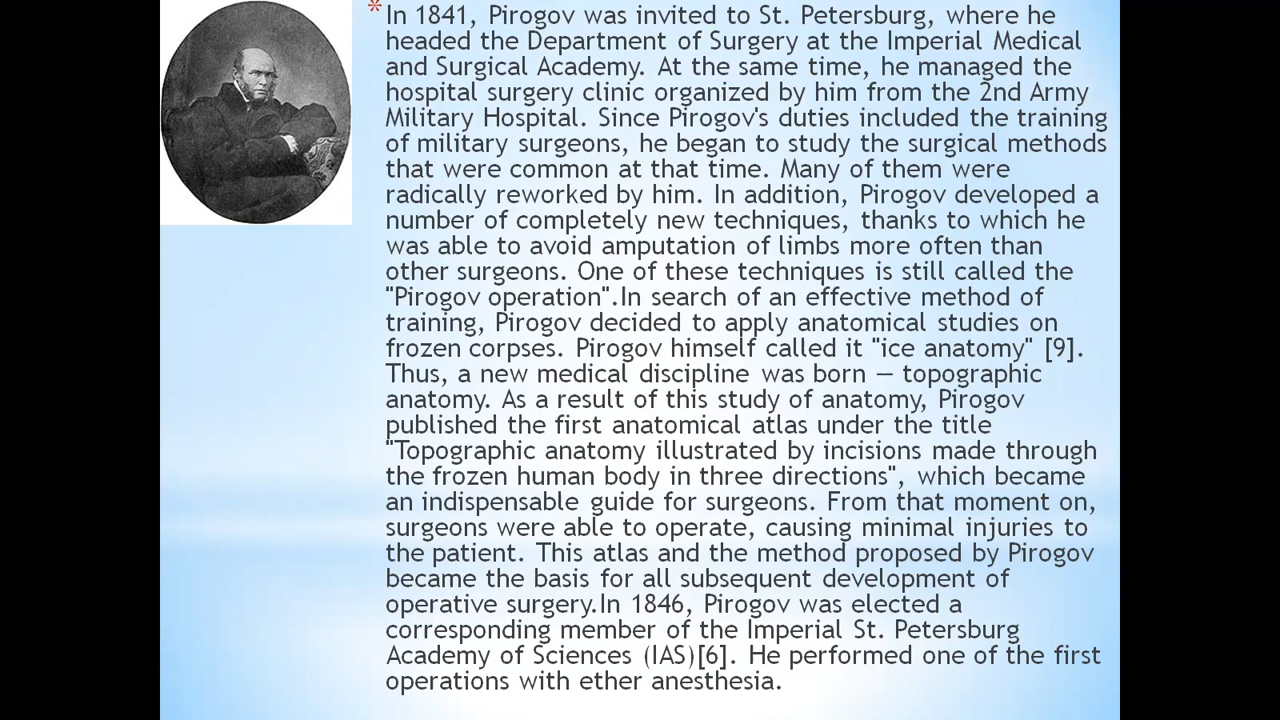 * In 1841, Pirogov was invited to St. Petersburg, where he
headed the Department of Surgery at the Imperial Medical
and Surgical Academy. At the same time, he managed the
hospital surgery clinic organized by him from the 2nd Army
Military Hospital. Since Pirogov's duties included the training
of military surgeons, he began to study the surgical methods
that were common at that time. Many of them were
radically reworked by him. In addition, Pirogov developed a
number of completely new techniques, thanks to which he
was able to avoid amputation of limbs more often than
other surgeons. One of these techniques is still called the
"Pirogov operation".In search of an effective method of
training, Pirogov decided to apply anatomical studies on
frozen corpses. Pirogov himself called it "ice anatomy" [9].
Thus, a new medical discipline was born — topographic
anatomy. As a result of this study of anatomy, Pirogov
published the first anatomical atlas under the title
"Topographic anatomy illustrated by incisions made through
the frozen human body in three directions", which became
an indispensable guide for surgeons. From that moment on,
surgeons were able to operate, causing minimal injuries to
the patient. This atlas and the method proposed by Pirogov
became the basis for all subsequent development of
operative surgery.In 1846, Pirogov was elected a
corresponding member of the Imperial St. Petersburg
Academy of Sciences (IAS)[6]. He performed one of the first
operations with ether anesthesia.